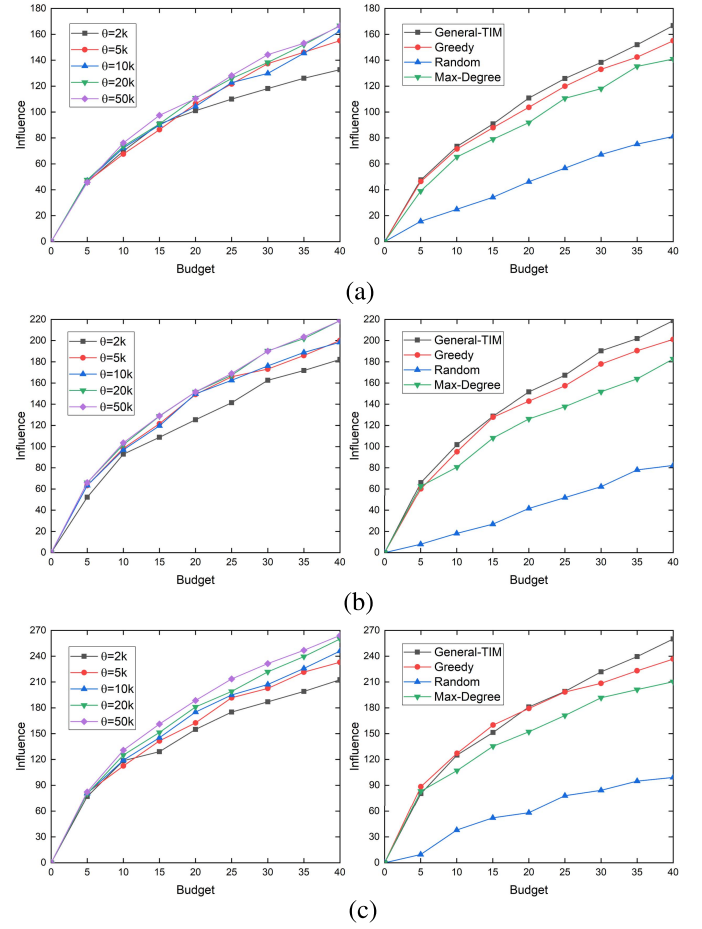 180
160
140
120
100
80
60
40
20
0
Influence
θ=2k
θ=5k
θ=10k
θ=20k
θ=50k
0 5 10 15 20 25 30 35 40
Budget
180
160
140
120
100
80
60
40
20
0
Influence
General-TIM
Greedy
Random
Max-Degree
0 5 10 15 20 25 30 35 40
Budget
(a)
220
200
180
160
140
120
100
80
60
40
20
0
Influence
θ=2k
θ=5k
θ=10k
θ=20k
θ=50k
0 5 10 15 20 25 30 35 40
Budget
220
200
180
160
140
120
100
80
60
40
20
0
Influence
General-TIM
Greedy
Random
Max-Degree
0 5 10 15 20 25 30 35 40
Budget
(b)
270
240
210
180
150
120
90
60
30
0
Influence
θ=2k
θ=5k
θ=10k
θ=20k
θ=50k
0 5 10 15 20 25 30 35 40
Budget
270
240
210
180
150
120
90
60
30
0
Influence
General-TIM
Greedy
Random
Max-Degree
0 5 10 15 20 25 30 35 40
Budget
(c)